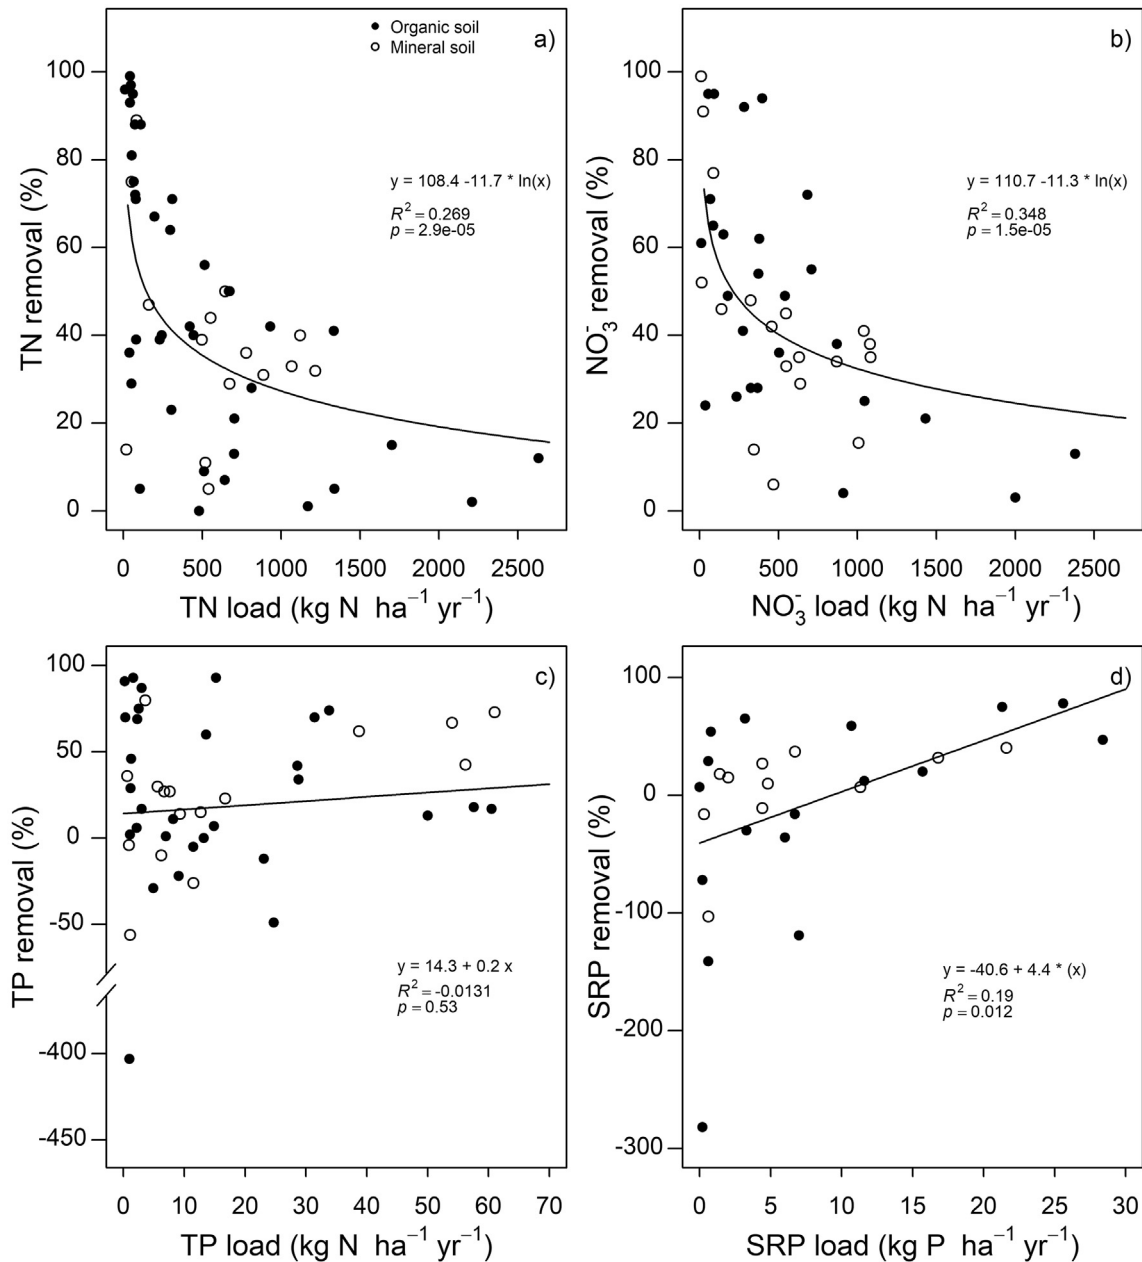 a)
● Organic soil
○ Mineral soil
100
80
60
40
20
0
TN removal (%)
y = 108.4 -11.7 * ln(x)
R² = 0.269
p = 2.9e-05
0 500 1000 1500 2000 2500
TN load (kg N ha⁻¹ yr⁻¹)
b)
100
80
60
40
20
0
NO₃⁻ removal (%)
y = 110.7 -11.3 * ln(x)
R² = 0.348
p = 1.5e-05
0 500 1000 1500 2000 2500
NO₃⁻ load (kg N ha⁻¹ yr⁻¹)
c)
100
50
0
-50
-400
-450
TP removal (%)
y = 14.3 + 0.2 x
R² = -0.0131
p = 0.53
0 10 20 30 40 50 60 70
TP load (kg N ha⁻¹ yr⁻¹)
d)
100
0
-100
-200
-300
SRP removal (%)
y = -40.6 + 4.4 * (x)
R² = 0.19
p = 0.012
0 5 10 15 20 25 30
SRP load (kg P ha⁻¹ yr⁻¹)